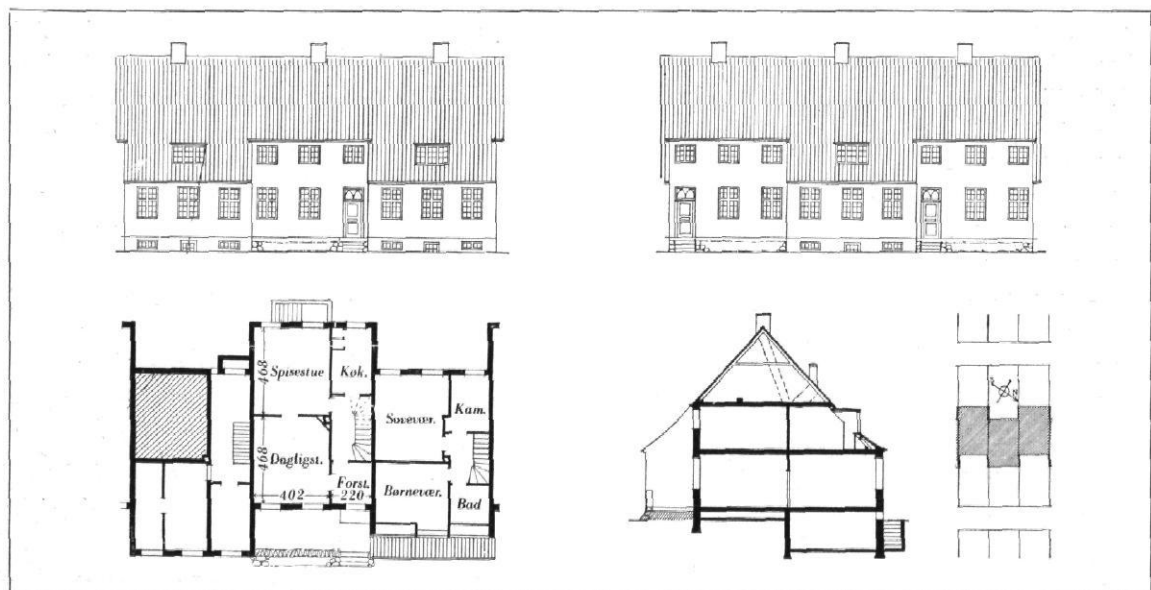 Spisestue
Køk.
468
Sovevær.
Kam.
Dagligst.
468
Forst.
402
220
Børnevær.
Bad